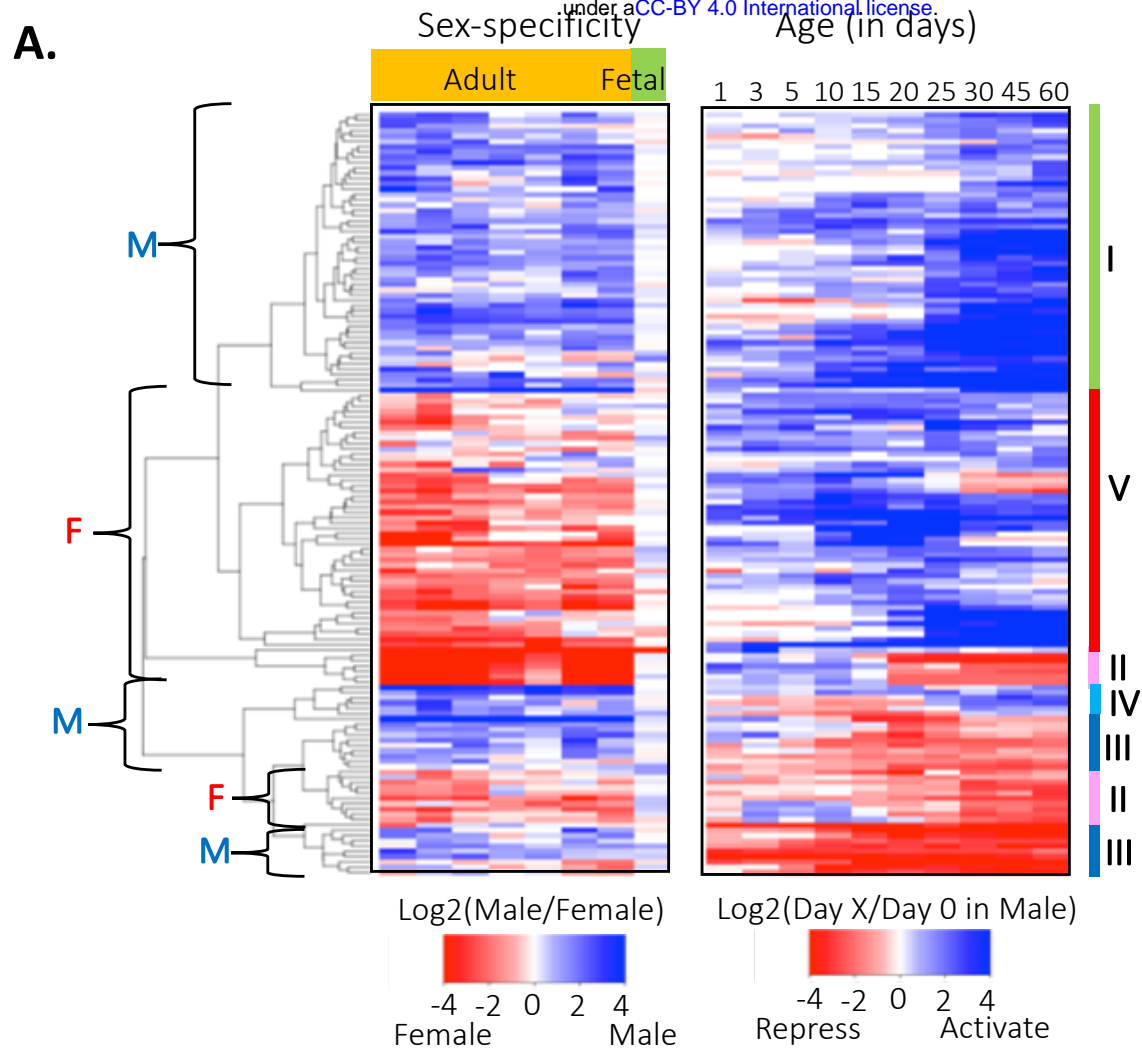 under aCC-BY 4.0 International license.
A.
Sex-specificity
Age (in days)
Adult
Fetal
1 3 5 10 15 20 25 30 45 60
M
F
M
F
M
I
V
II
IV
III
II
III
Log2(Male/Female)
-4 -2 0 2 4
Female
Male
Log2(Day X/Day 0 in Male)
-4 -2 0 2 4
Repress
Activate